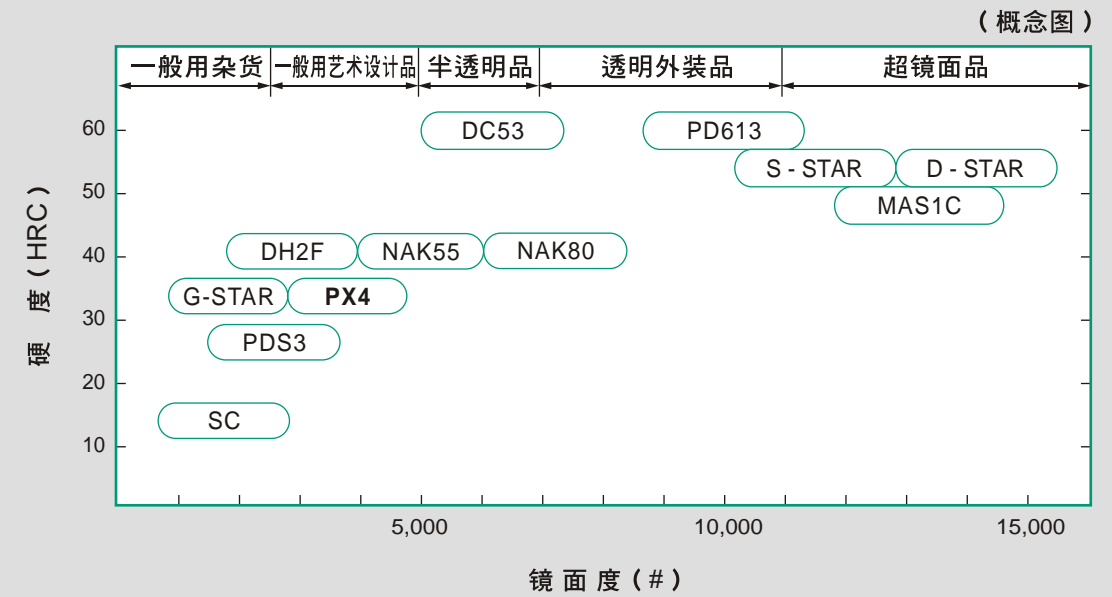 （概念图）
一般用杂货 一般用艺术设计品 半透明品 透明外装品 超镜面品
60 DC53 PD613
S - STAR D - STAR
50 MAS1C
40 DH2F NAK55 NAK80
G-STAR PX4
30
PDS3
20
SC
10
硬 度（HRC）
5,000 10,000 15,000
镜 面 度（#）